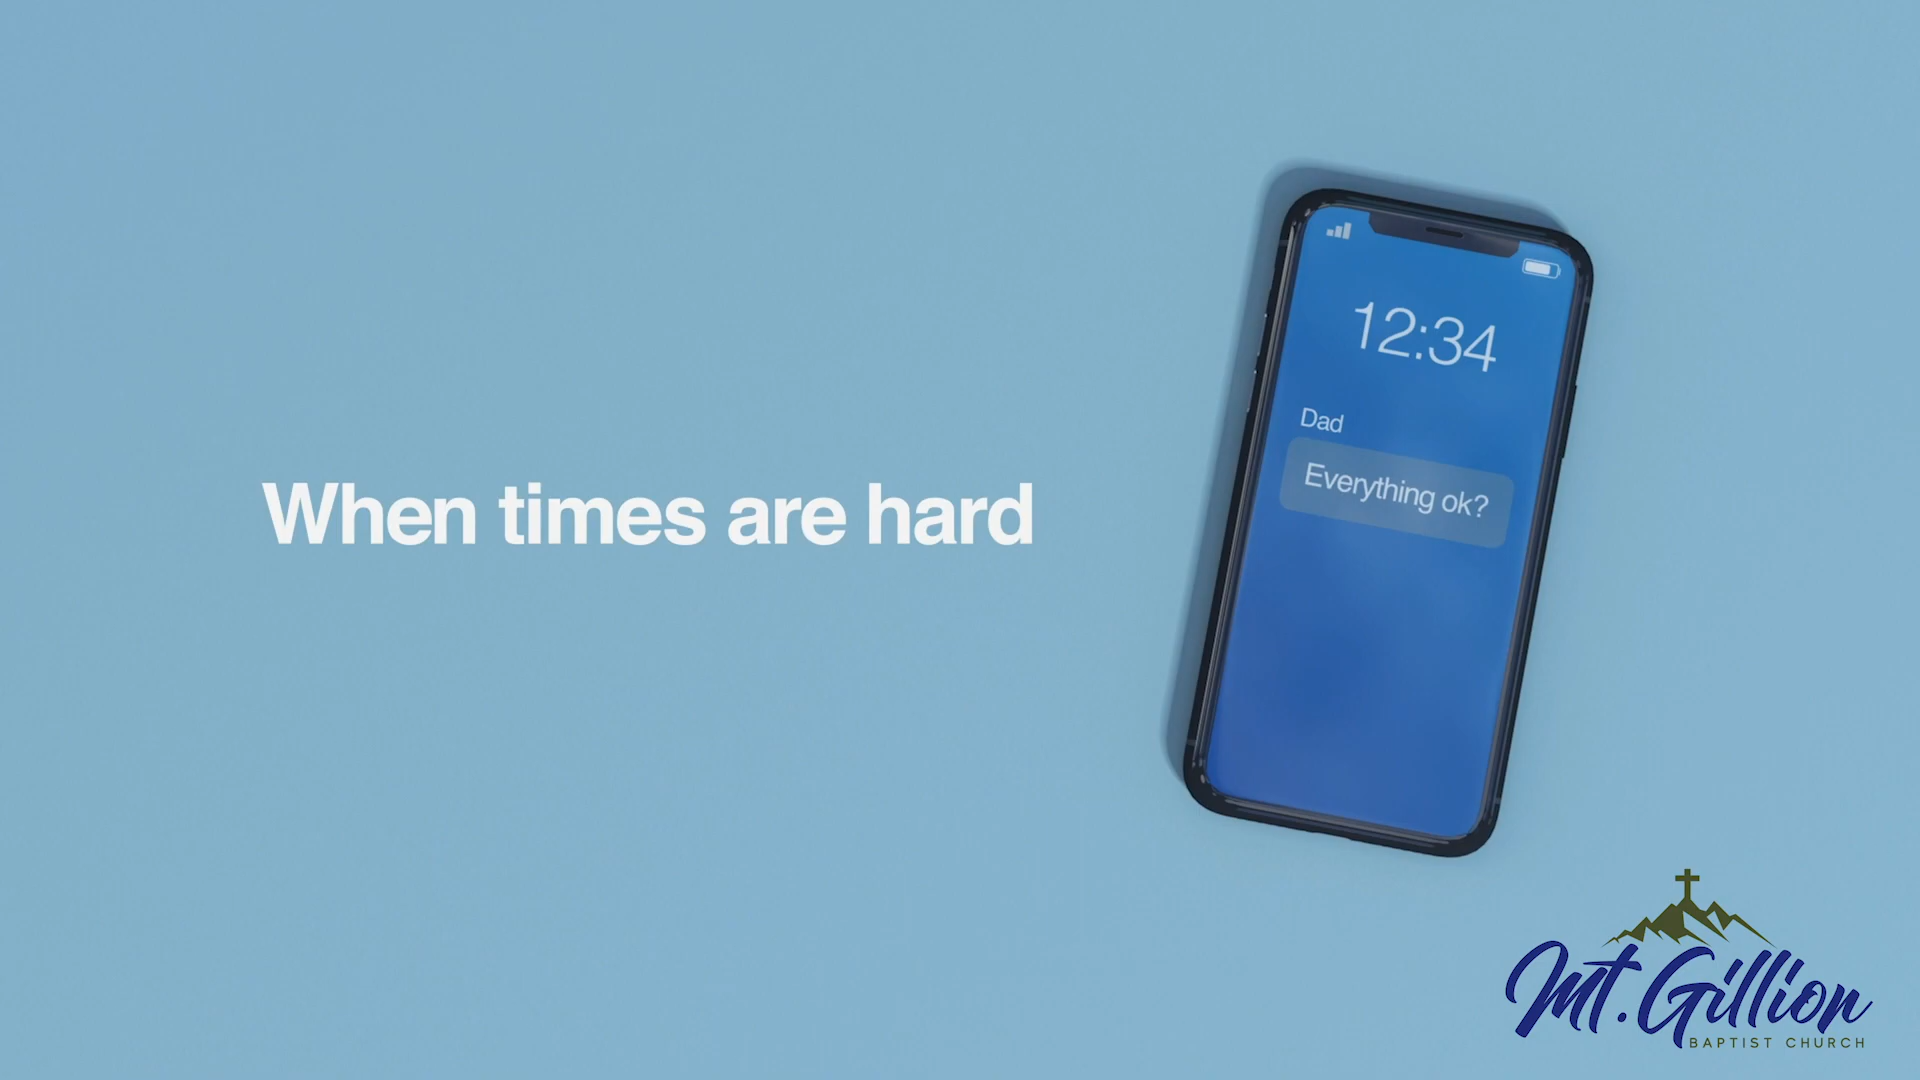 When times are hard
12:34
Dad
Everything ok?
Mt. Gillion
BAPTIST CHURCH